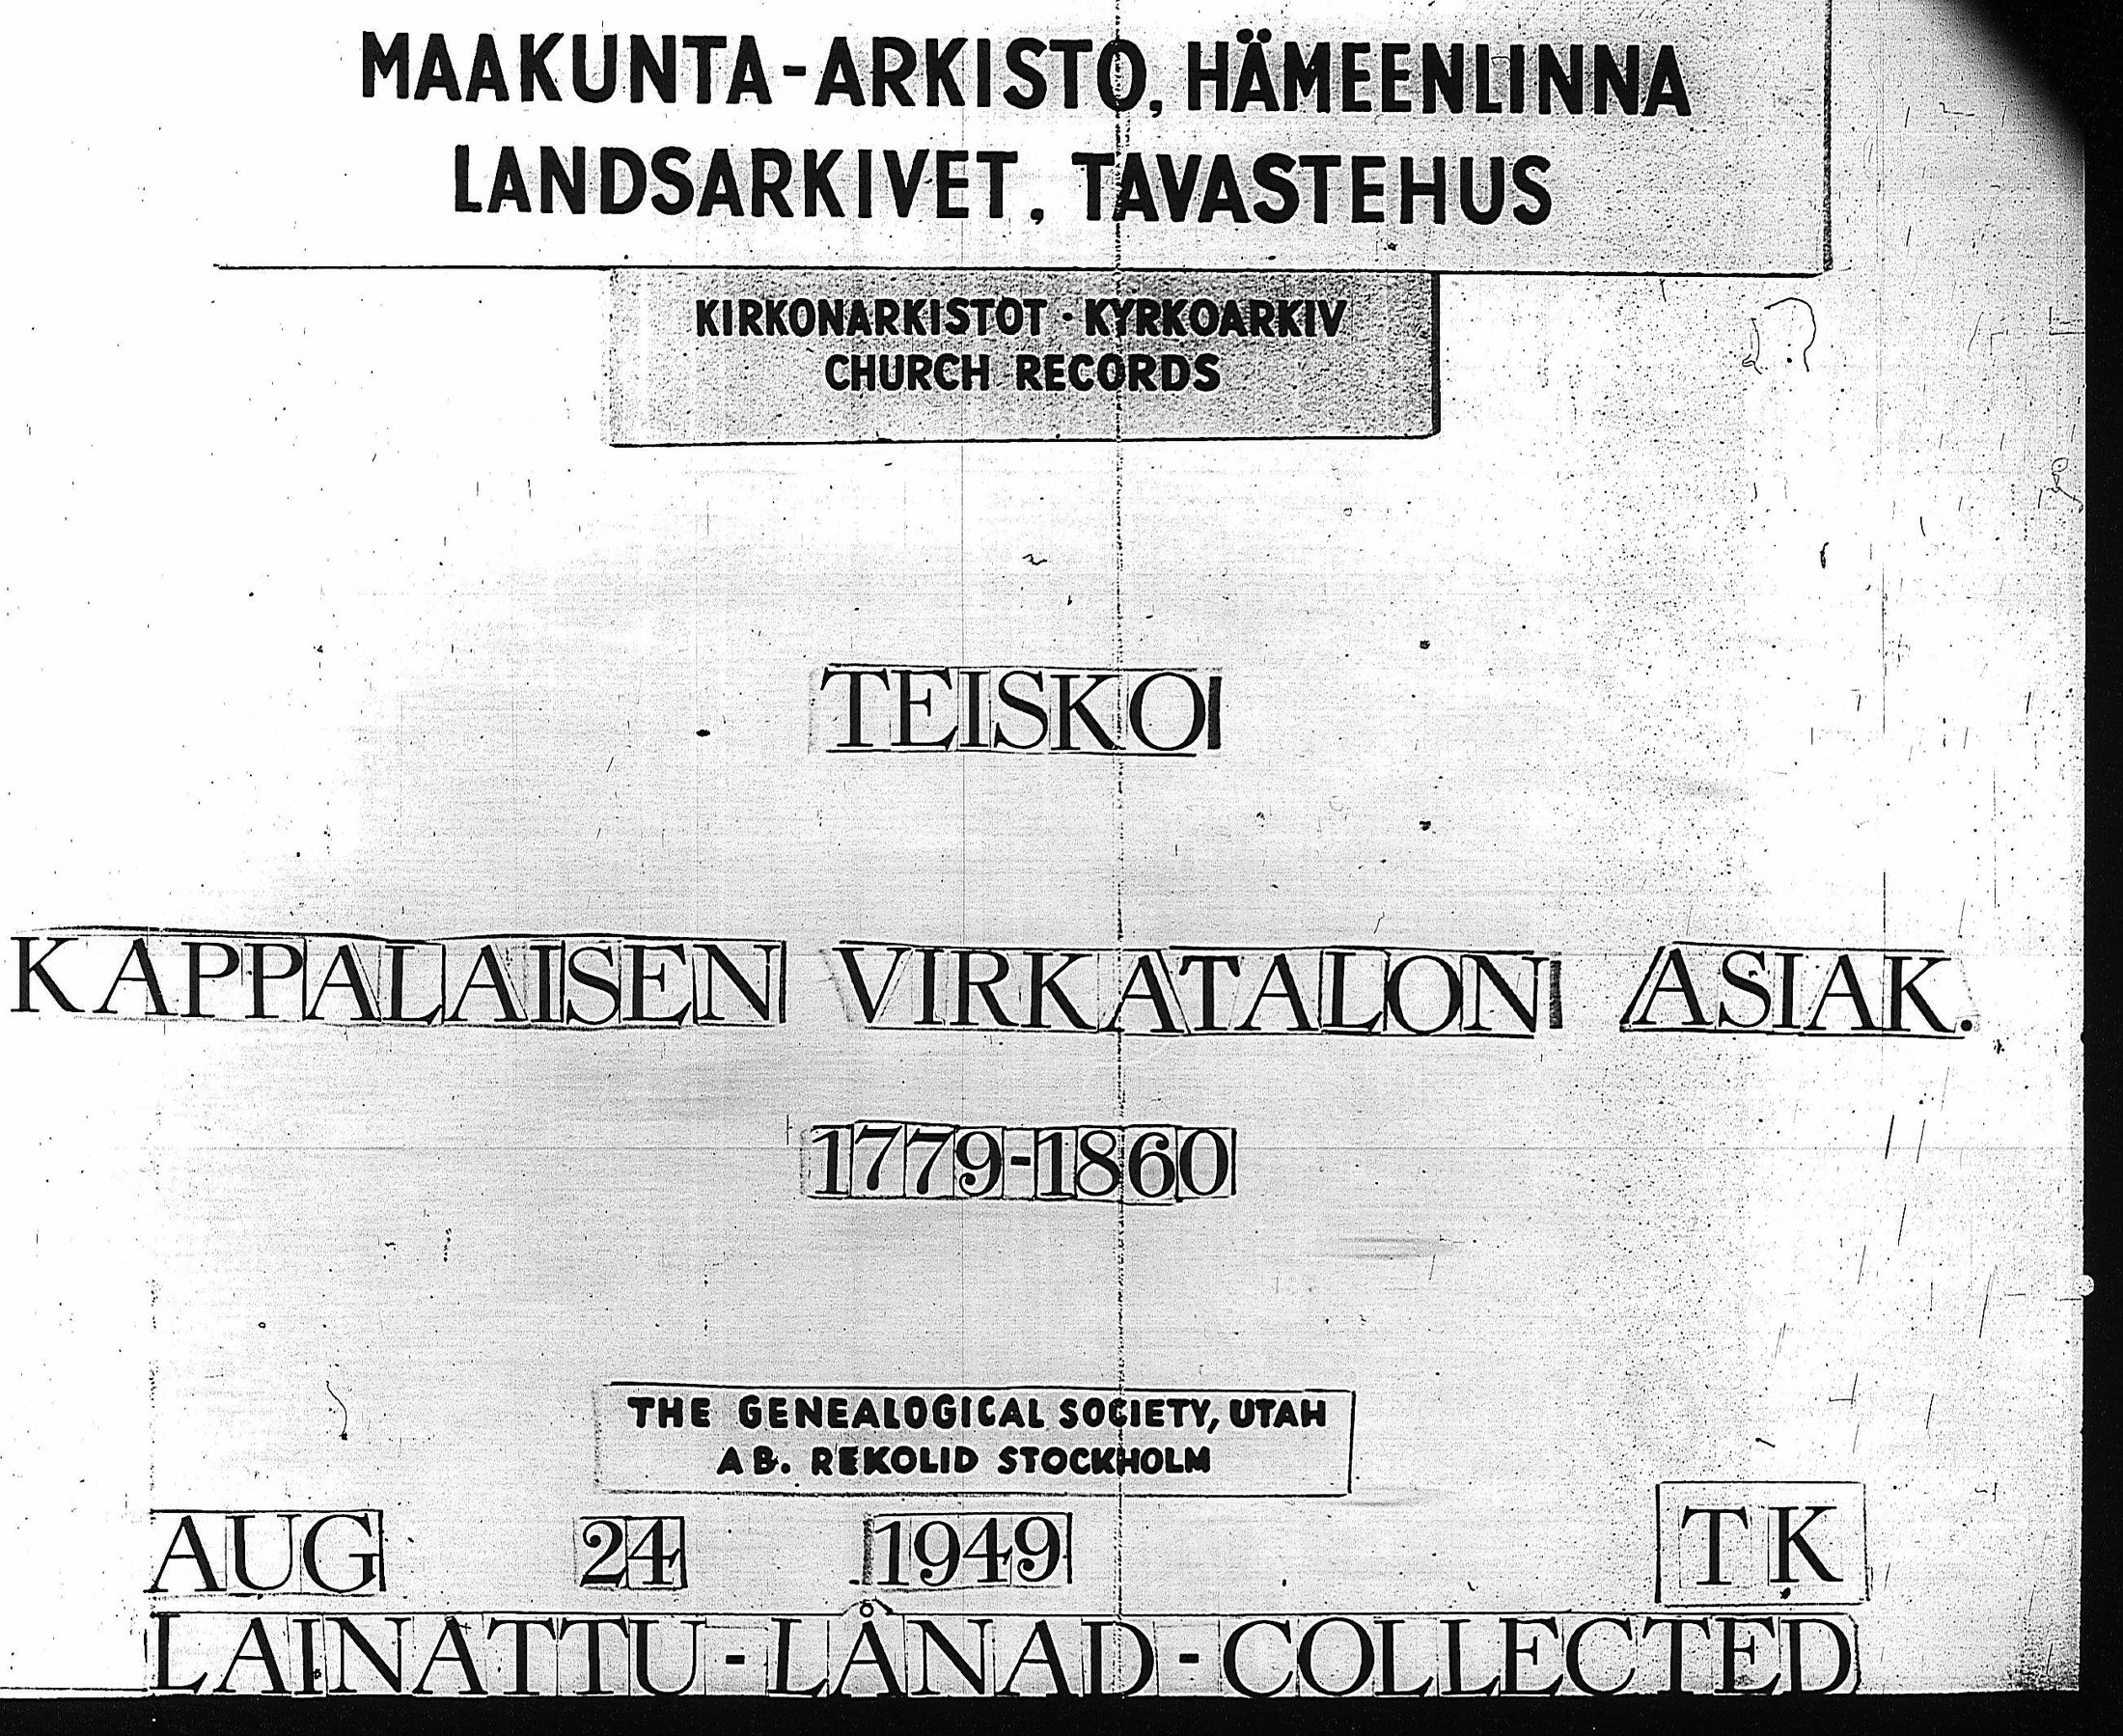 MAAKUNTA-ARKISTO, HÄMEENLINNA
LANDSARKIVET, TAVASTEHUS
KIRKONARKISTOT · KYRKOARKIV
CHURCH RECORDS
TEISKO
KAPPALAISEN VIRKATALON ASIAK.
1779-1860
THE GENEALOGICAL SOCIETY, UTAH
AB. REKOLID STOCKHOLM
AUG 24 1949 TK
LAINATTU-LÅNAD-COLLECTED